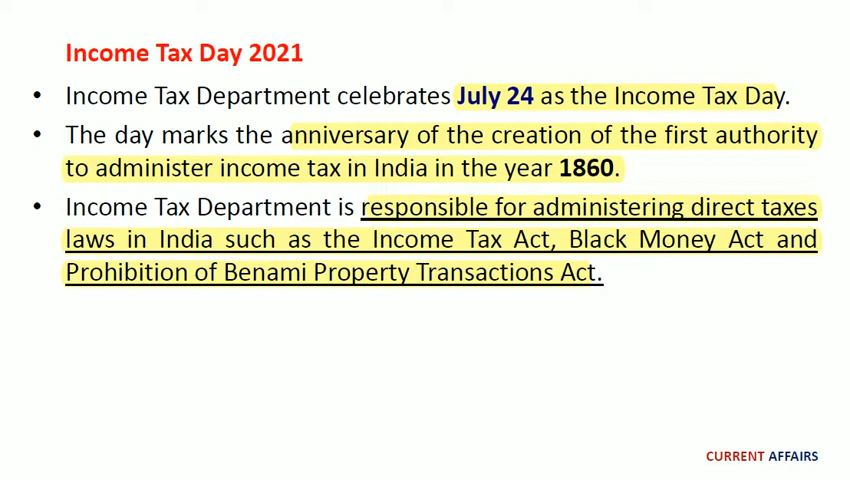 Income Tax Day 2021
• Income Tax Department celebrates July 24 as the Income Tax Day.
• The day marks the anniversary of the creation of the first authority
to administer income tax in India in the year 1860.
• Income Tax Department is responsible for administering direct taxes
laws in India such as the Income Tax Act, Black Money Act and
Prohibition of Benami Property Transactions Act.
CURRENT AFFAIRS